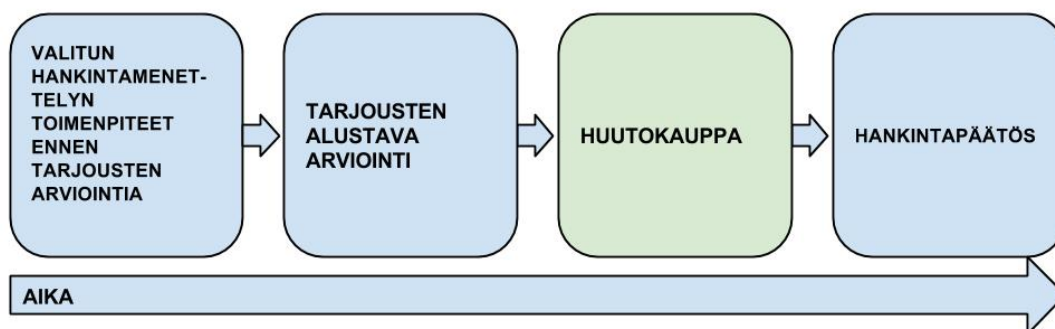 VALITUN
HANKINTAMENET-
TELYN
TOIMENPITEET
ENNEN
TARJOUSTEN
ARVIOINTIA
TARJOUSTEN
ALUSTAVA
ARVIOINTI
HUUTOKAUPPA
HANKINTAPÄÄTÖS
AIKA